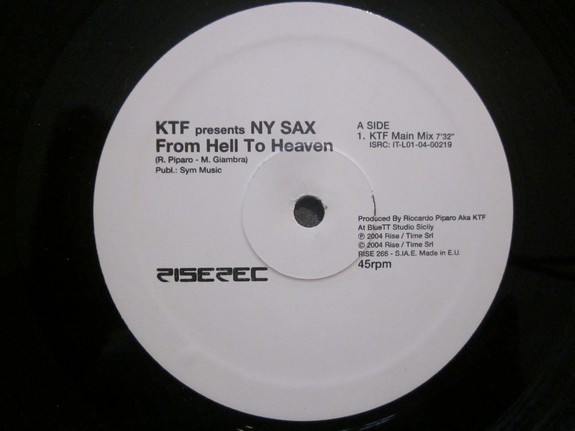 KTF presents NY SAX
From Hell To Heaven
(R. Piparo - M. Giambra)
Publ.: Sym Music
A SIDE
1. KTF Main Mix 7'32"
ISRC: IT-L01-04-00219
Produced By Riccardo Piparo Aka KTF
At BlueTT Studio Sicily
℗ 2004 Rise / Time Srl
© 2004 Rise / Time Srl
RISE 266 - S.I.A.E. Made in E.U.
45rpm
RISEREC